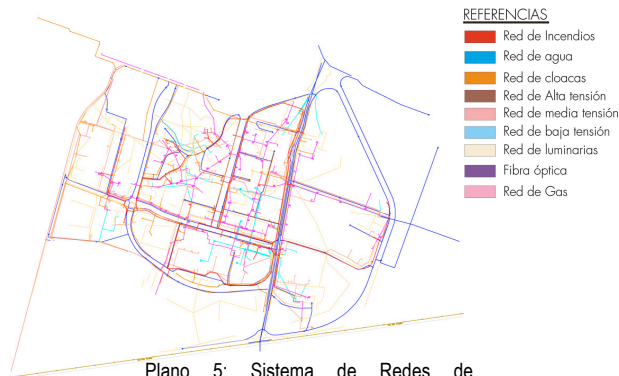 REFERENCIAS
Red de Incendios
Red de agua
Red de cloacas
Red de Alta tensión
Red de media tensión
Red de baja tensión
Red de luminarias
Fibra óptica
Red de Gas
Plano 5: Sistema de Redes de